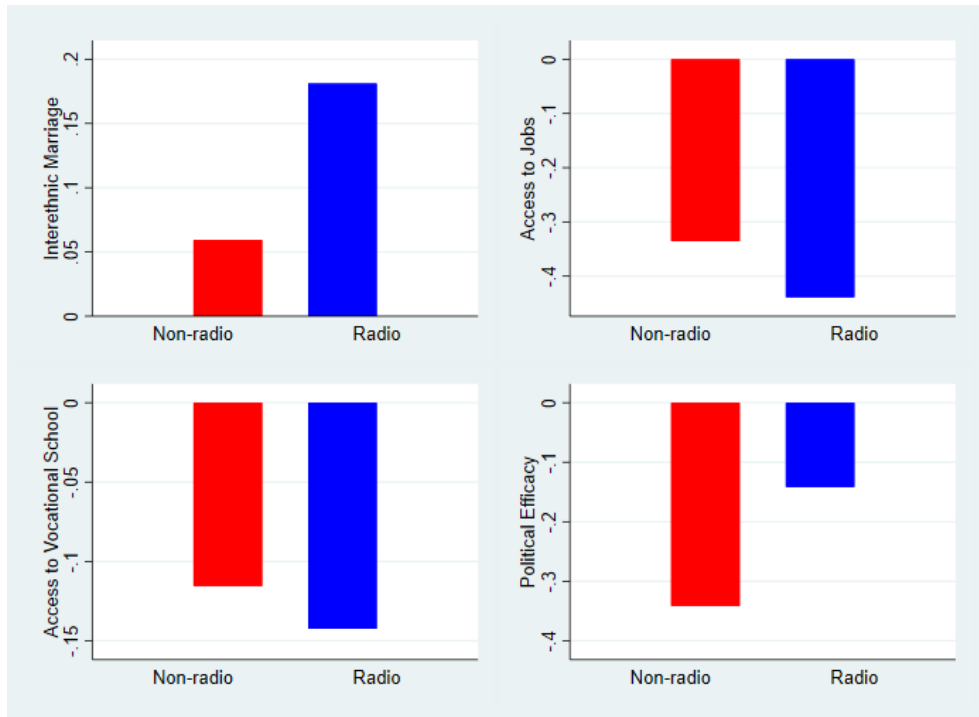 Interethnic Marriage
.2
.15
.1
.05
0
Non-radio
Radio
Access to Jobs
0
-.1
-.2
-.3
-.4
Non-radio
Radio
Access to Vocational School
0
-.05
-.1
-.15
Non-radio
Radio
Political Efficacy
0
-.1
-.2
-.3
-.4
Non-radio
Radio